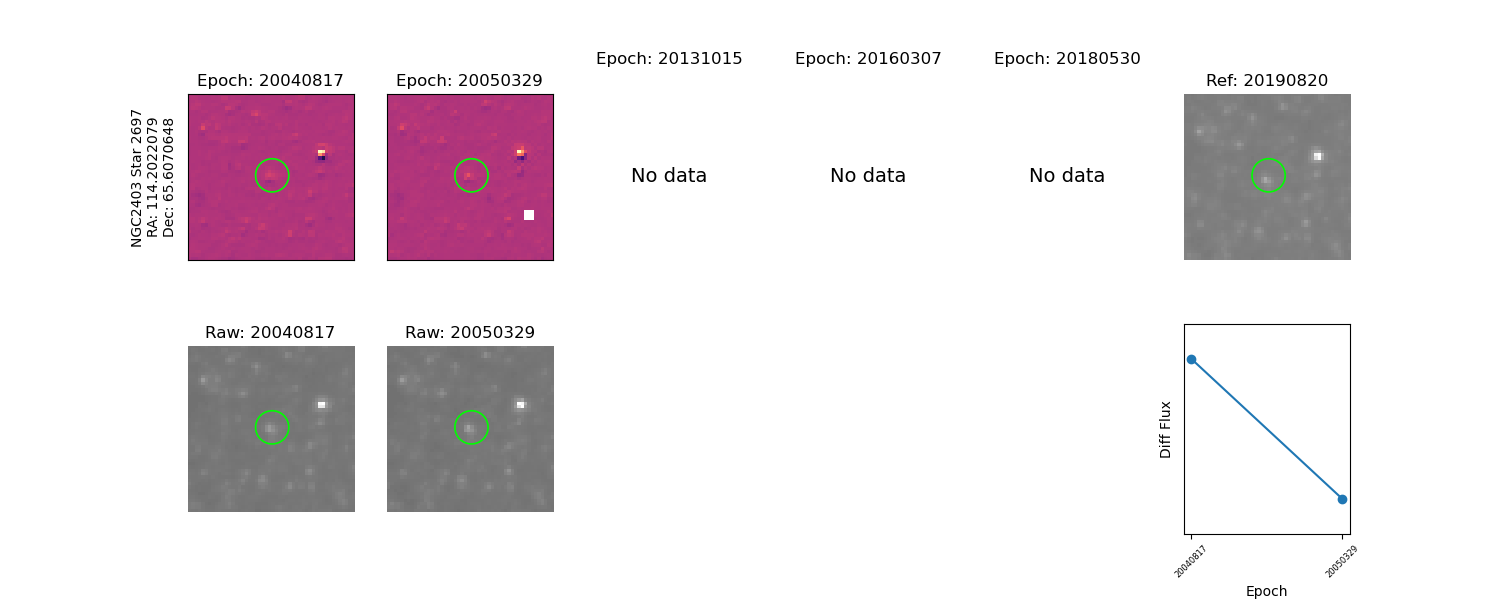 Epoch: 20131015
Epoch: 20160307
Epoch: 20180530
Epoch: 20040817
Epoch: 20050329
Ref: 20190820
NGC2403 Star 2697
RA: 114.2022079
Dec: 65.6070648
No data
No data
No data
Raw: 20040817
Raw: 20050329
Diff Flux
20040817
20050329
Epoch